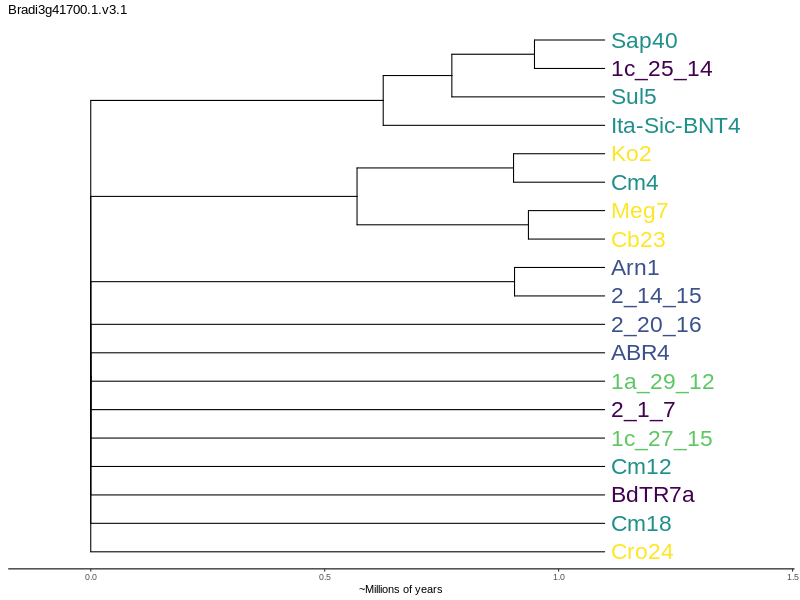 Bradi3g41700.1.v3.1
Sap40
1c_25_14
Sul5
Ita-Sic-BNT4
Ko2
Cm4
Meg7
Cb23
Arn1
2_14_15
2_20_16
ABR4
1a_29_12
2_1_7
1c_27_15
Cm12
BdTR7a
Cm18
Cro24
0.0 0.5 1.0 1.5
~Millions of years